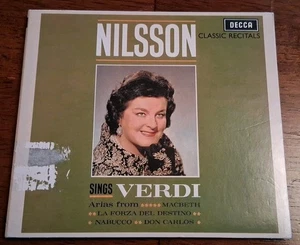 NILSSON
DECCA
CLASSIC RECITALS
SINGS VERDI
Arias from ★★★★★ MACBETH
★★ LA FORZA DEL DESTINO ★★
★ NABUCCO ★★ DON CARLOS ★